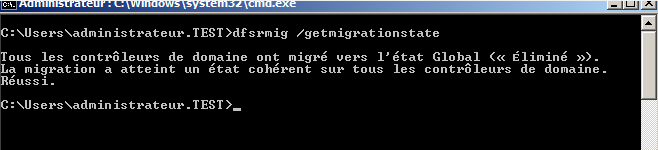 Administrateur : C:\Windows\system32\cmd.exe
C:\Users\administrateur.TEST>dfsrmig /getmigrationstate
Tous les contrôleurs de domaine ont migré vers l'état Global (« Éliminé »).
La migration a atteint un état cohérent sur tous les contrôleurs de domaine.
Réussi.
C:\Users\administrateur.TEST>_